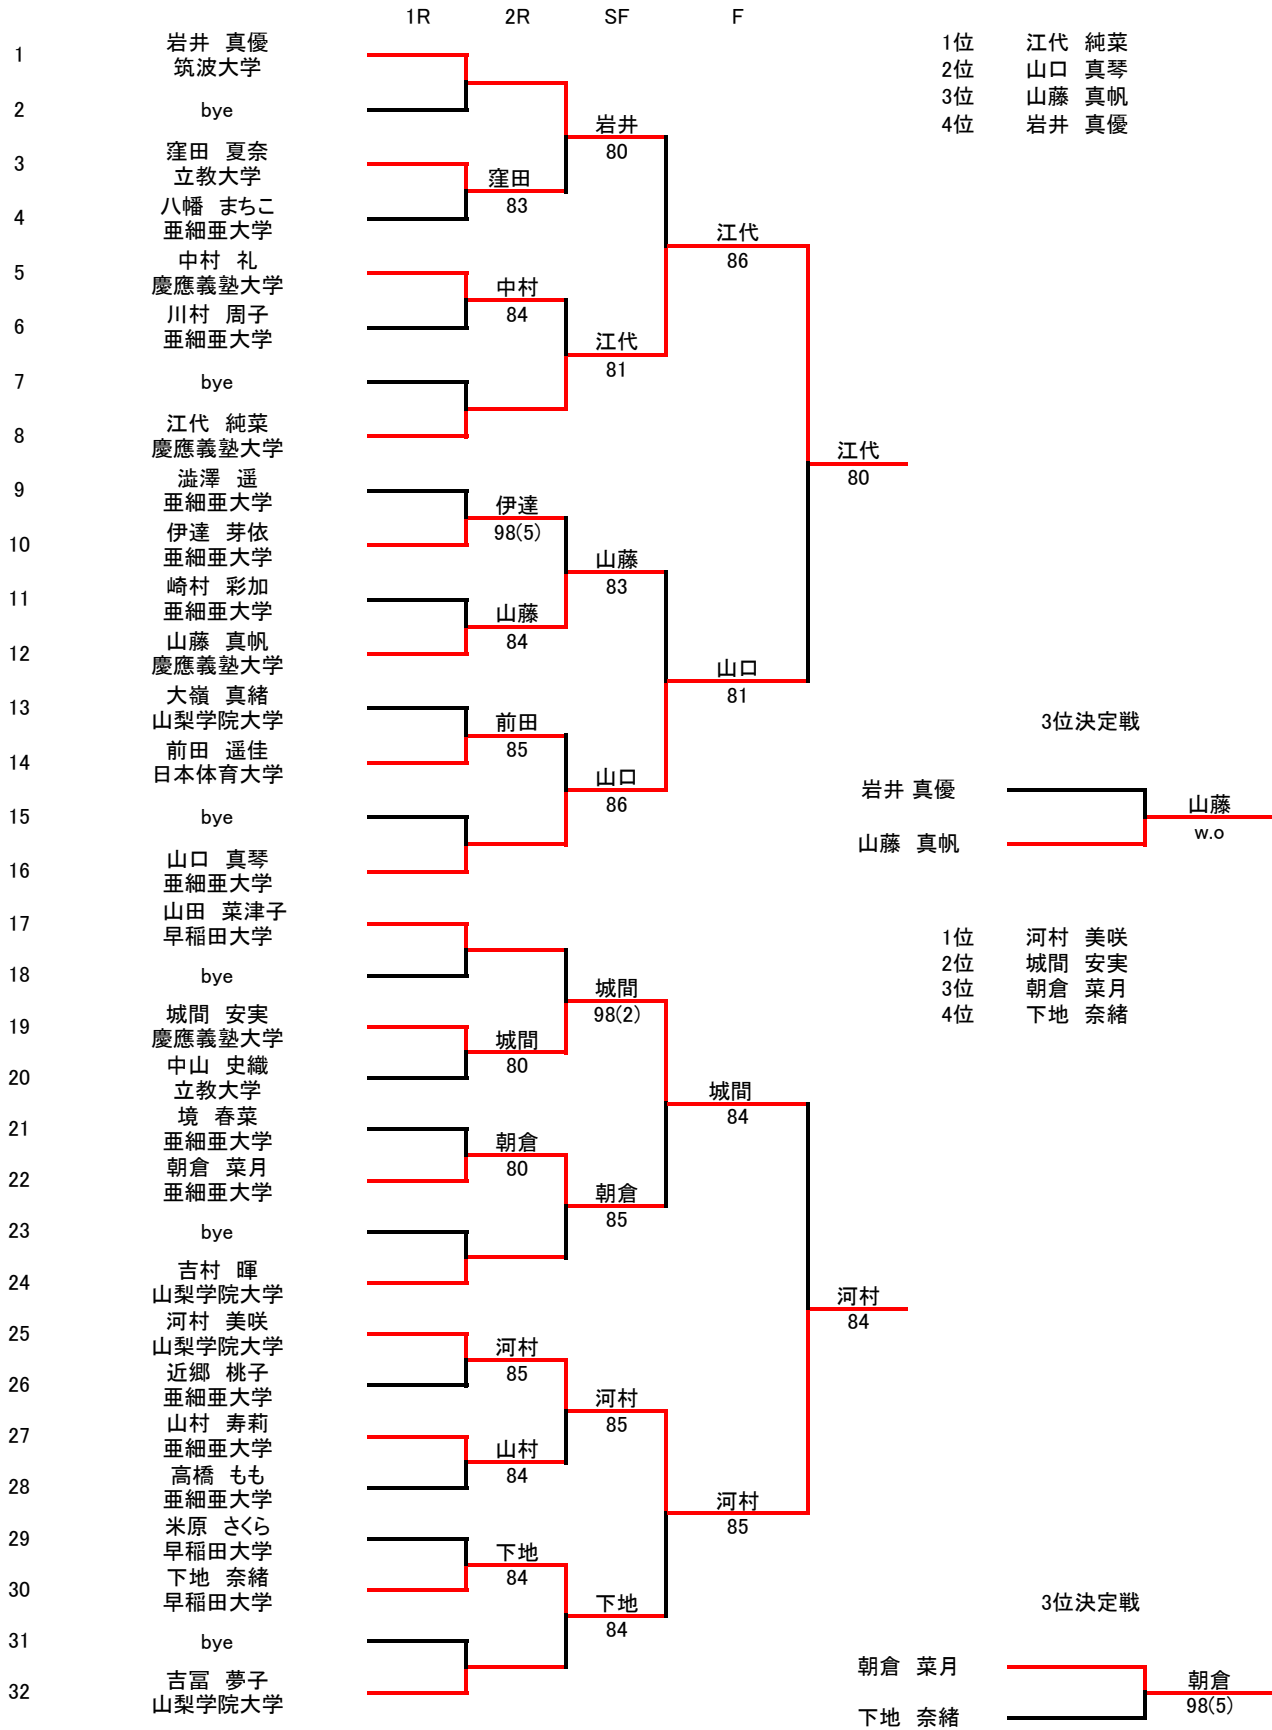 1R 2R SF F
1 岩井 真優
筑波大学
2 bye
3 窪田 夏奈
立教大学
4 八幡 まちこ
亜細亜大学
5 中村 礼
慶應義塾大学
6 川村 周子
亜細亜大学
7 bye
8 江代 純菜
慶應義塾大学
9 澁澤 遥
亜細亜大学
10 伊達 芽依
亜細亜大学
11 崎村 彩加
亜細亜大学
12 山藤 真帆
慶應義塾大学
13 大嶺 真緒
山梨学院大学
14 前田 遥佳
日本体育大学
15 bye
16 山口 真琴
亜細亜大学
17 山田 菜津子
早稲田大学
18 bye
19 城間 安実
慶應義塾大学
20 中山 史織
立教大学
21 境 春菜
亜細亜大学
22 朝倉 菜月
亜細亜大学
23 bye
24 吉村 暉
山梨学院大学
25 河村 美咲
山梨学院大学
26 近郷 桃子
亜細亜大学
27 山村 寿莉
亜細亜大学
28 高橋 もも
亜細亜大学
29 米原 さくら
早稲田大学
30 下地 奈緒
早稲田大学
31 bye
32 吉冨 夢子
山梨学院大学
窪田
83
中村
84
伊達
98(5)
山藤
84
前田
85
城間
80
朝倉
80
河村
85
山村
84
下地
84
岩井
80
江代
81
山藤
83
山口
86
城間
98(2)
朝倉
85
河村
85
下地
84
江代
86
山口
81
城間
84
河村
85
江代
80
河村
84
1位 江代 純菜
2位 山口 真琴
3位 山藤 真帆
4位 岩井 真優
3位決定戦
岩井 真優
山藤 真帆
山藤
w.o
1位 河村 美咲
2位 城間 安実
3位 朝倉 菜月
4位 下地 奈緒
3位決定戦
朝倉 菜月
下地 奈緒
朝倉
98(5)